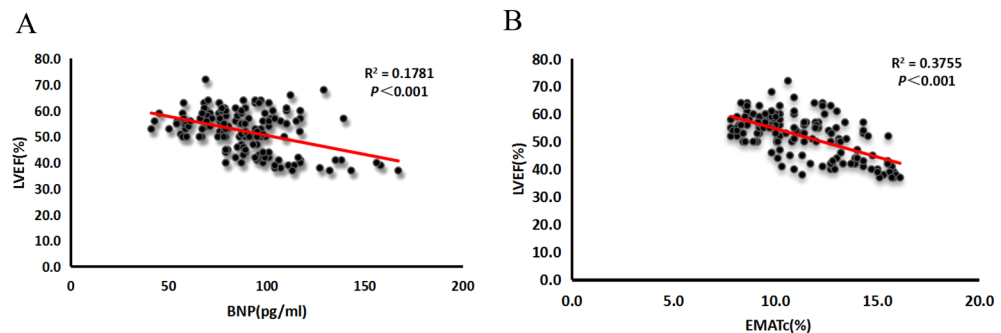 A
80.0
70.0
60.0
50.0
40.0
30.0
20.0
10.0
0.0
LVEF(%)
R² = 0.1781
P<0.001
0 50 100 150 200
BNP(pg/ml)
B
80.0
70.0
60.0
50.0
40.0
30.0
20.0
10.0
0.0
LVEF(%)
R² = 0.3755
P<0.001
0.0 5.0 10.0 15.0 20.0
EMATc(%)